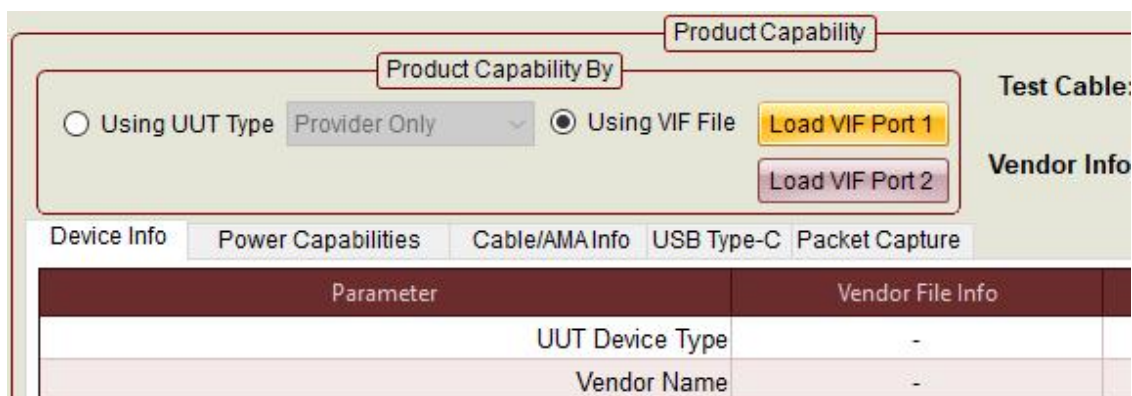 Product Capability
Product Capability By
Test Cable:
Using UUT Type Provider Only Using VIF File Load VIF Port 1
Vendor Info
Load VIF Port 2
Device Info Power Capabilities Cable/AMA Info USB Type-C Packet Capture
Parameter Vendor File Info
UUT Device Type -
Vendor Name -